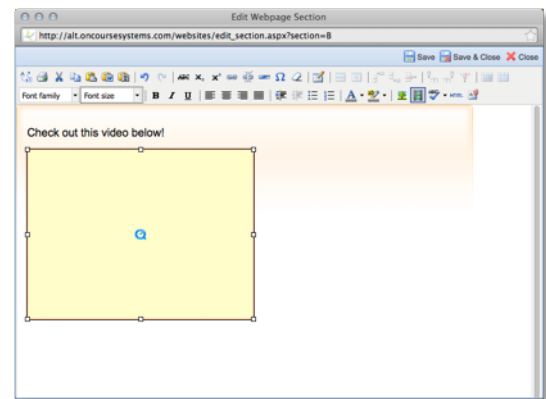 Edit Webpage Section
http://alt.oncoursesystems.com/websites/edit_section.aspx?section=8
Save Save & Close Close
Font family Font size B I U A HTML
Check out this video below!